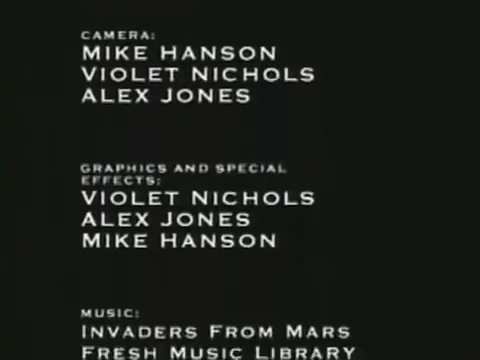 CAMERA:
MIKE HANSON
VIOLET NICHOLS
ALEX JONES
GRAPHICS AND SPECIAL
EFFECTS:
VIOLET NICHOLS
ALEX JONES
MIKE HANSON
MUSIC:
INVADERS FROM MARS
FRESH MUSIC LIBRARY